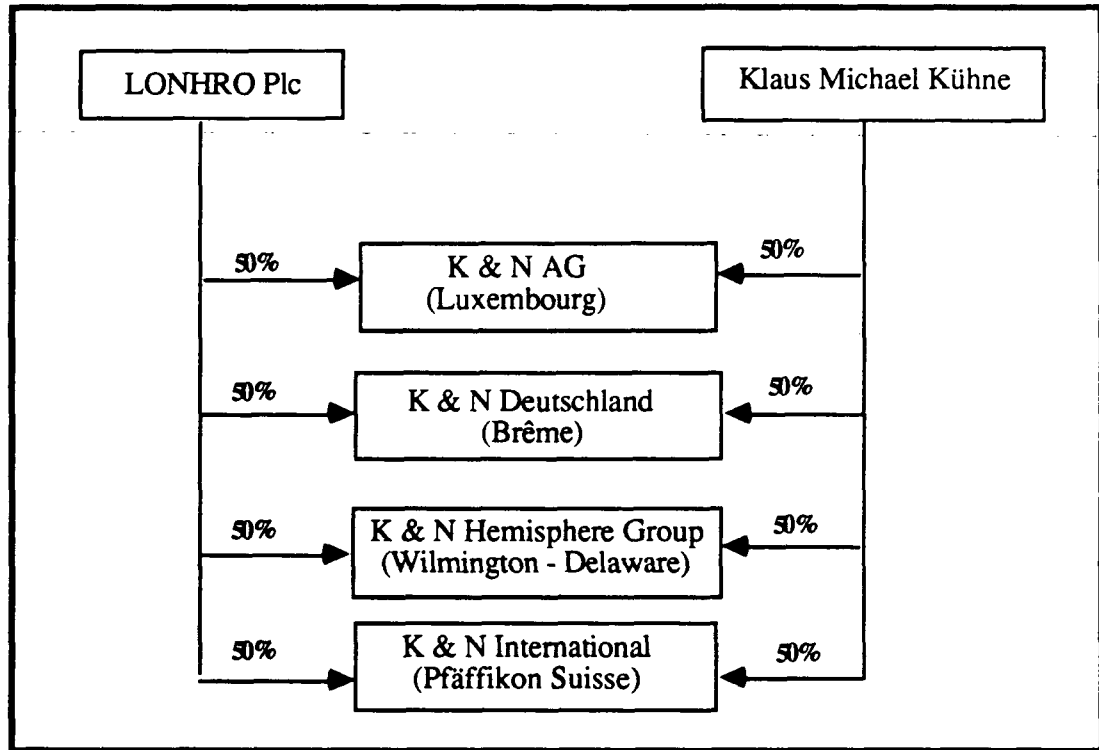 LONHRO Plc
Klaus Michael Kühne
50%
K & N AG
(Luxembourg)
50%
50%
K & N Deutschland
(Brême)
50%
50%
K & N Hemisphere Group
(Wilmington - Delaware)
50%
50%
K & N International
(Pfäffikon Suisse)
50%